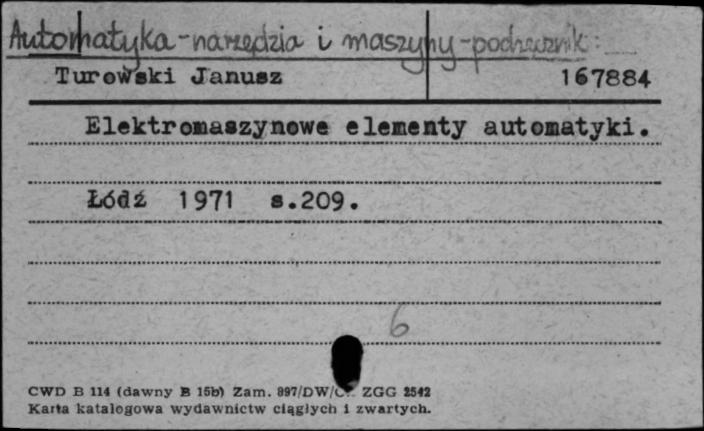 Automatyka - narzędzia i maszyny - podręcznik:
Turowski Janusz 167884
Elektromaszynowe elementy automatyki.
Łódź 1971 s.209.
6
CWD B 114 (dawny B 15b) Zam. 997/DW/ ZGG 2542
Karta katalogowa wydawnictw ciągłych i zwartych.